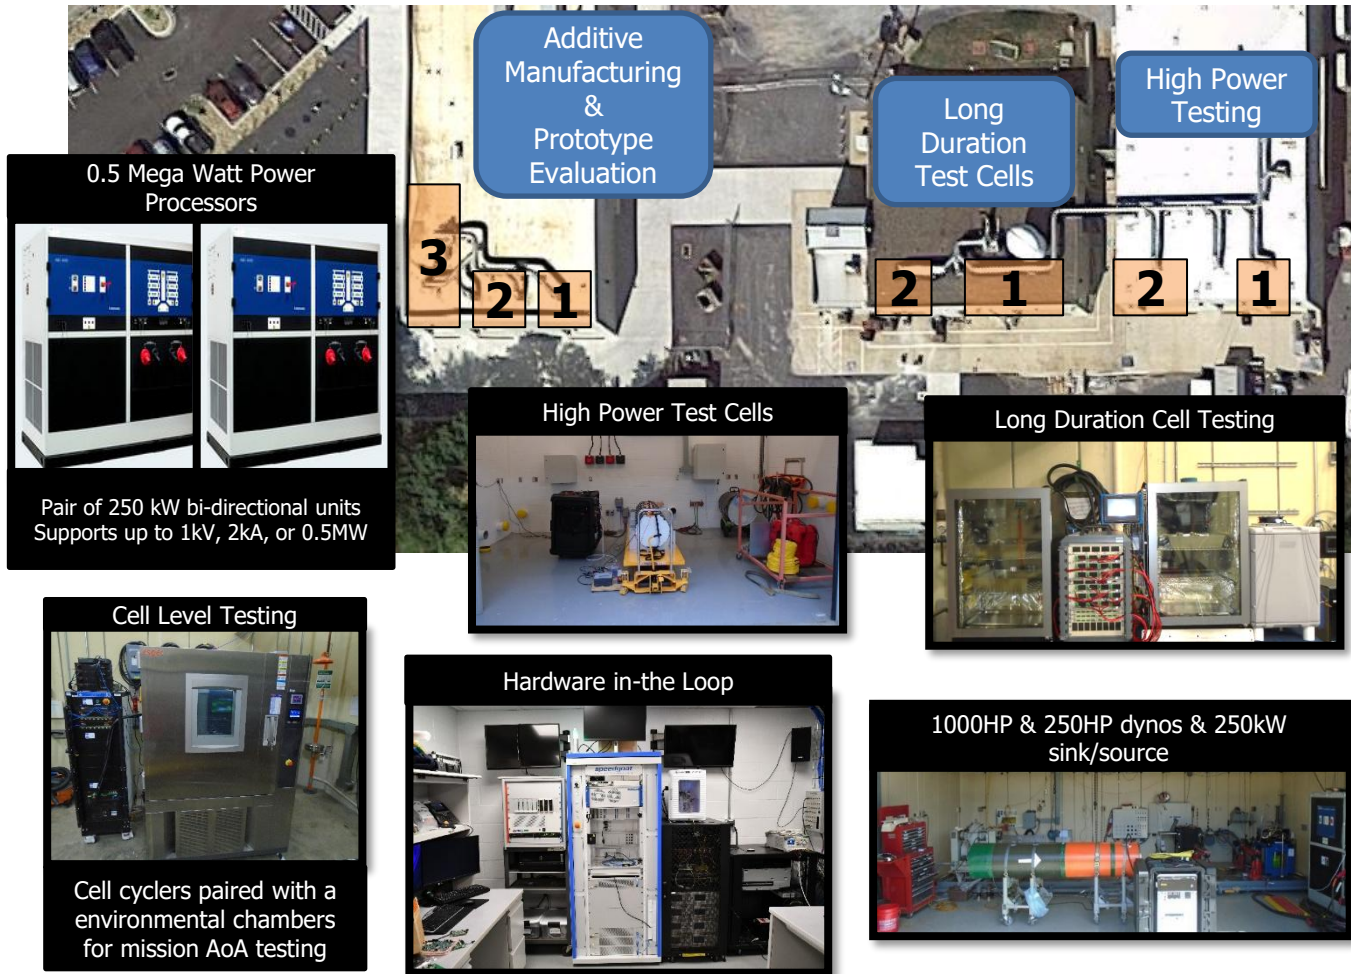 Additive
Manufacturing
&
Prototype
Evaluation
Long
Duration
Test Cells
High Power
Testing
0.5 Mega Watt Power
Processors
3
2
1
2
1
2
1
Pair of 250 kW bi-directional units
Supports up to 1kV, 2kA, or 0.5MW
High Power Test Cells
Long Duration Cell Testing
Cell Level Testing
Cell cyclers paired with a
environmental chambers
for mission AoA testing
Hardware in-the Loop
speedgoat
1000HP & 250HP dynos & 250kW
sink/source